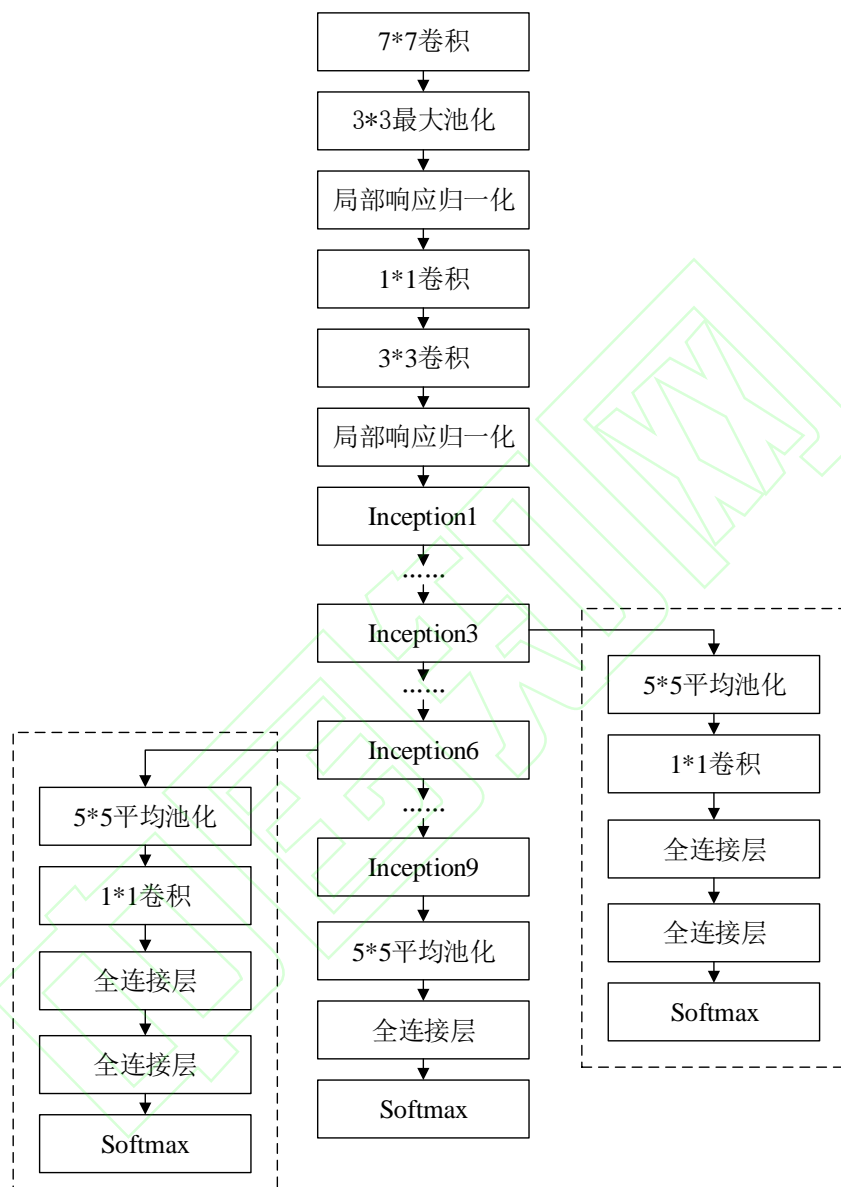 7*7卷积
3*3最大池化
局部响应归一化
1*1卷积
3*3卷积
局部响应归一化
Inception1
……
Inception3
……
Inception6
……
Inception9
5*5平均池化
全连接层
Softmax
5*5平均池化
1*1卷积
全连接层
全连接层
Softmax
5*5平均池化
1*1卷积
全连接层
全连接层
Softmax
中国知网